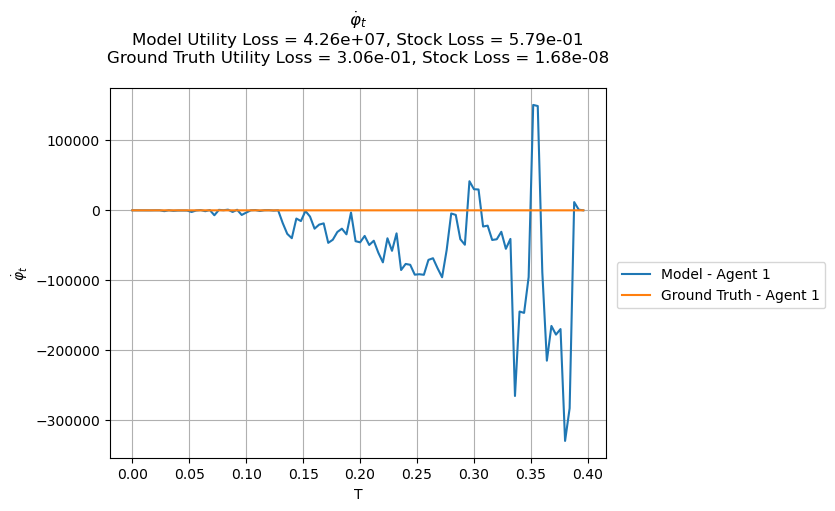 φ̇ₜ
Model Utility Loss = 4.26e+07, Stock Loss = 5.79e-01
Ground Truth Utility Loss = 3.06e-01, Stock Loss = 1.68e-08
100000
0
−100000
−200000
−300000
φ̇ₜ
0.00 0.05 0.10 0.15 0.20 0.25 0.30 0.35 0.40
T
Model - Agent 1
Ground Truth - Agent 1